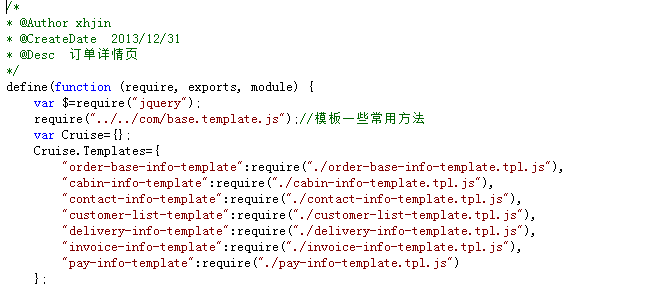 /*
* @Author xhjin
* @CreateDate  2013/12/31
* @Desc  订单详情页
*/
define(function (require, exports, module) {
    var $=require("jquery");
    require("../../com/base.template.js");//模板一些常用方法
    var Cruise={};
    Cruise.Templates={
        "order-base-info-template":require("./order-base-info-template.tpl.js"),
        "cabin-info-template":require("./cabin-info-template.tpl.js"),
        "contact-info-template":require("./contact-info-template.tpl.js"),
        "customer-list-template":require("./customer-list-template.tpl.js"),
        "delivery-info-template":require("./delivery-info-template.tpl.js"),
        "invoice-info-template":require("./invoice-info-template.tpl.js"),
        "pay-info-template":require("./pay-info-template.tpl.js")
    };